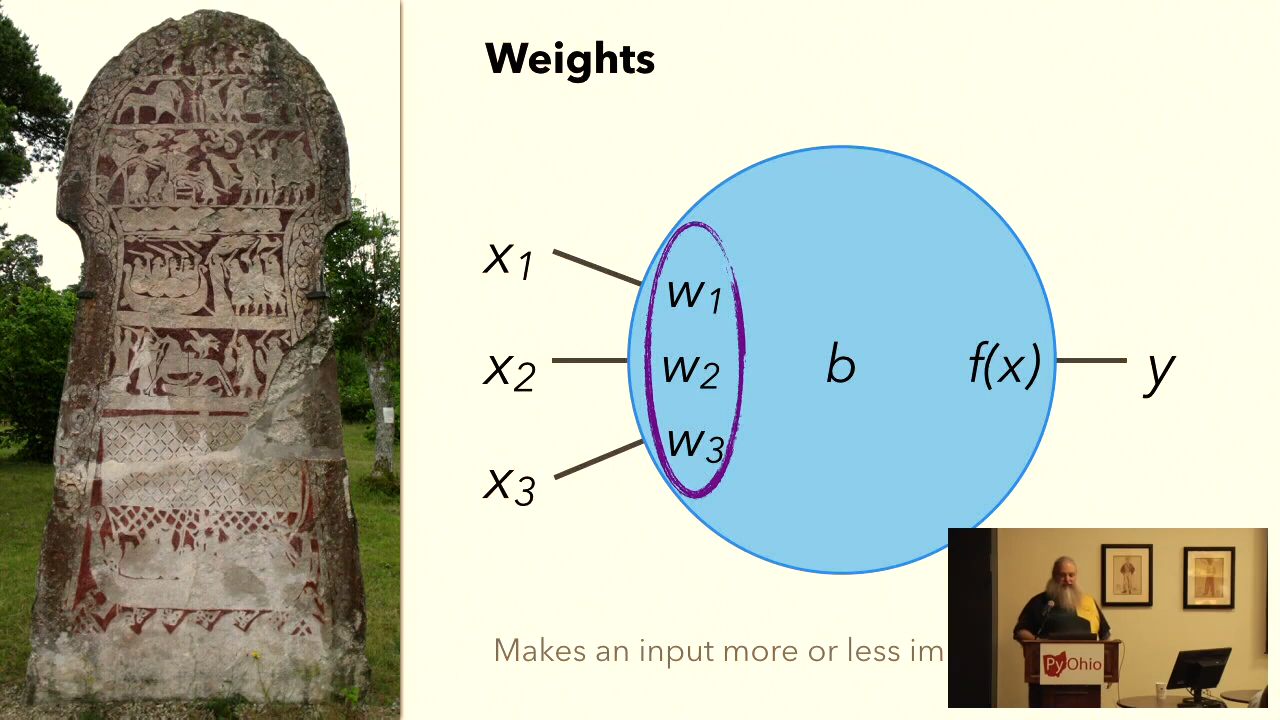 Weights
x1
w1
x2
w2
b
f(x)
y
w3
x3
Makes an input more or less im
PyOhio